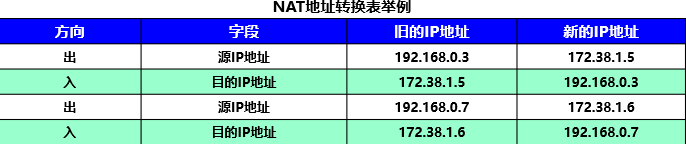 NAT地址转换表举例
方向 字段 旧的IP地址 新的IP地址
出 源IP地址 192.168.0.3 172.38.1.5
入 目的IP地址 172.38.1.5 192.168.0.3
出 源IP地址 192.168.0.7 172.38.1.6
入 目的IP地址 172.38.1.6 192.168.0.7